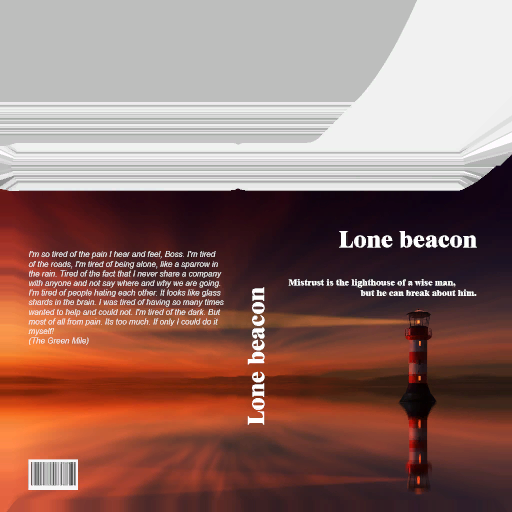 Lone beacon
Mistrust is the lighthouse of a wise man,
but he can break about him.
Lone beacon
I'm so tired of the pain I hear and feel, Boss. I'm tired
of the roads, I'm tired of being alone, like a sparrow in
the rain. Tired of the fact that I never share a company
with anyone and not say where and why we are going.
I'm tired of people hating each other. It looks like glass
shards in the brain. I was tired of having so many times
wanted to help and could not. I'm tired of the dark. But
most of all from pain. Its too much. If only I could do it
myself!
(The Green Mile)